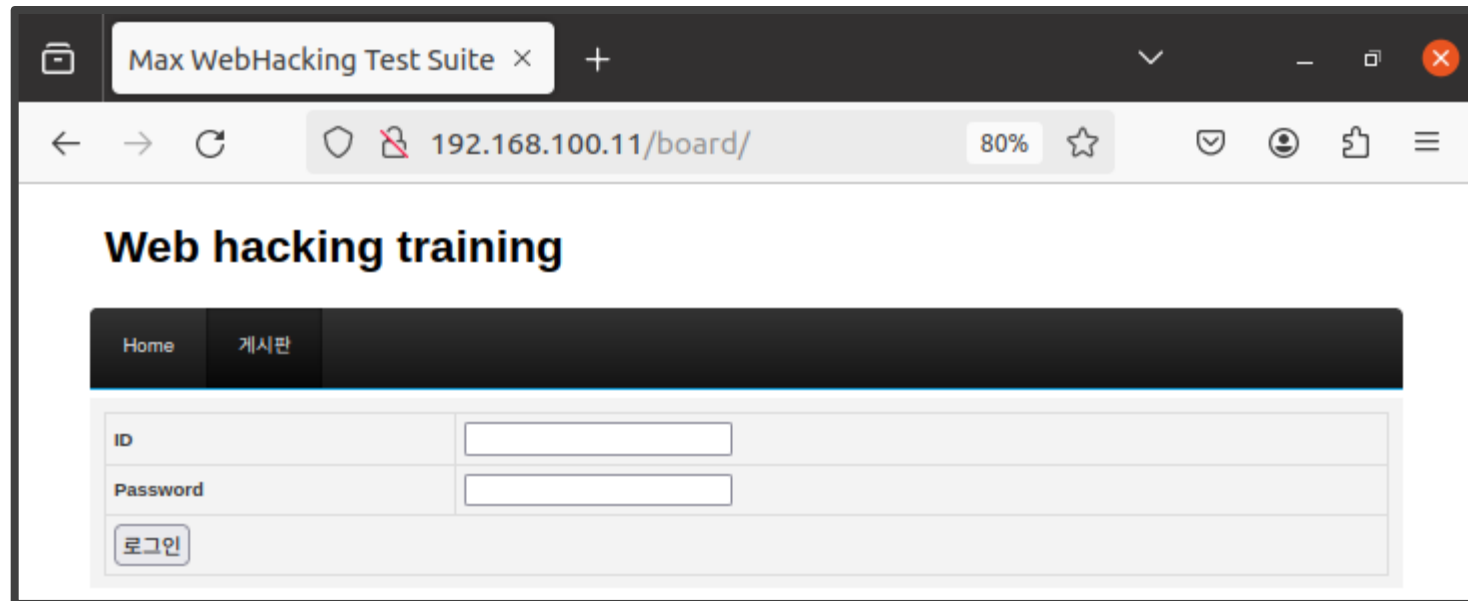 Max WebHacking Test Suite
192.168.100.11/board/ 80%
Web hacking training
Home 게시판
ID
Password
로그인